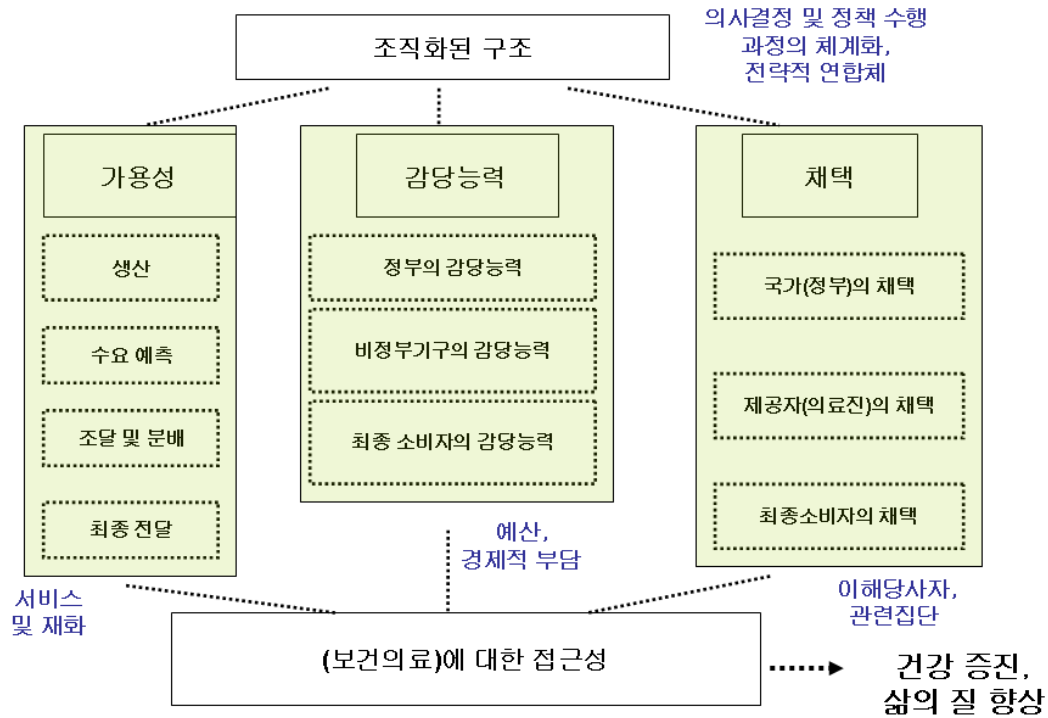 조직화된 구조
의사결정 및 정책 수행
과정의 체계화,
전략적 연합체
가용성
생산
수요 예측
조달 및 분배
최종 전달
서비스
및 재화
감당능력
정부의 감당능력
비정부기구의 감당능력
최종 소비자의 감당능력
예산,
경제적 부담
채택
국가(정부)의 채택
제공자(의료진)의 채택
최종소비자의 채택
이해당사자,
관련집단
(보건의료)에 대한 접근성
건강 증진,
삶의 질 향상